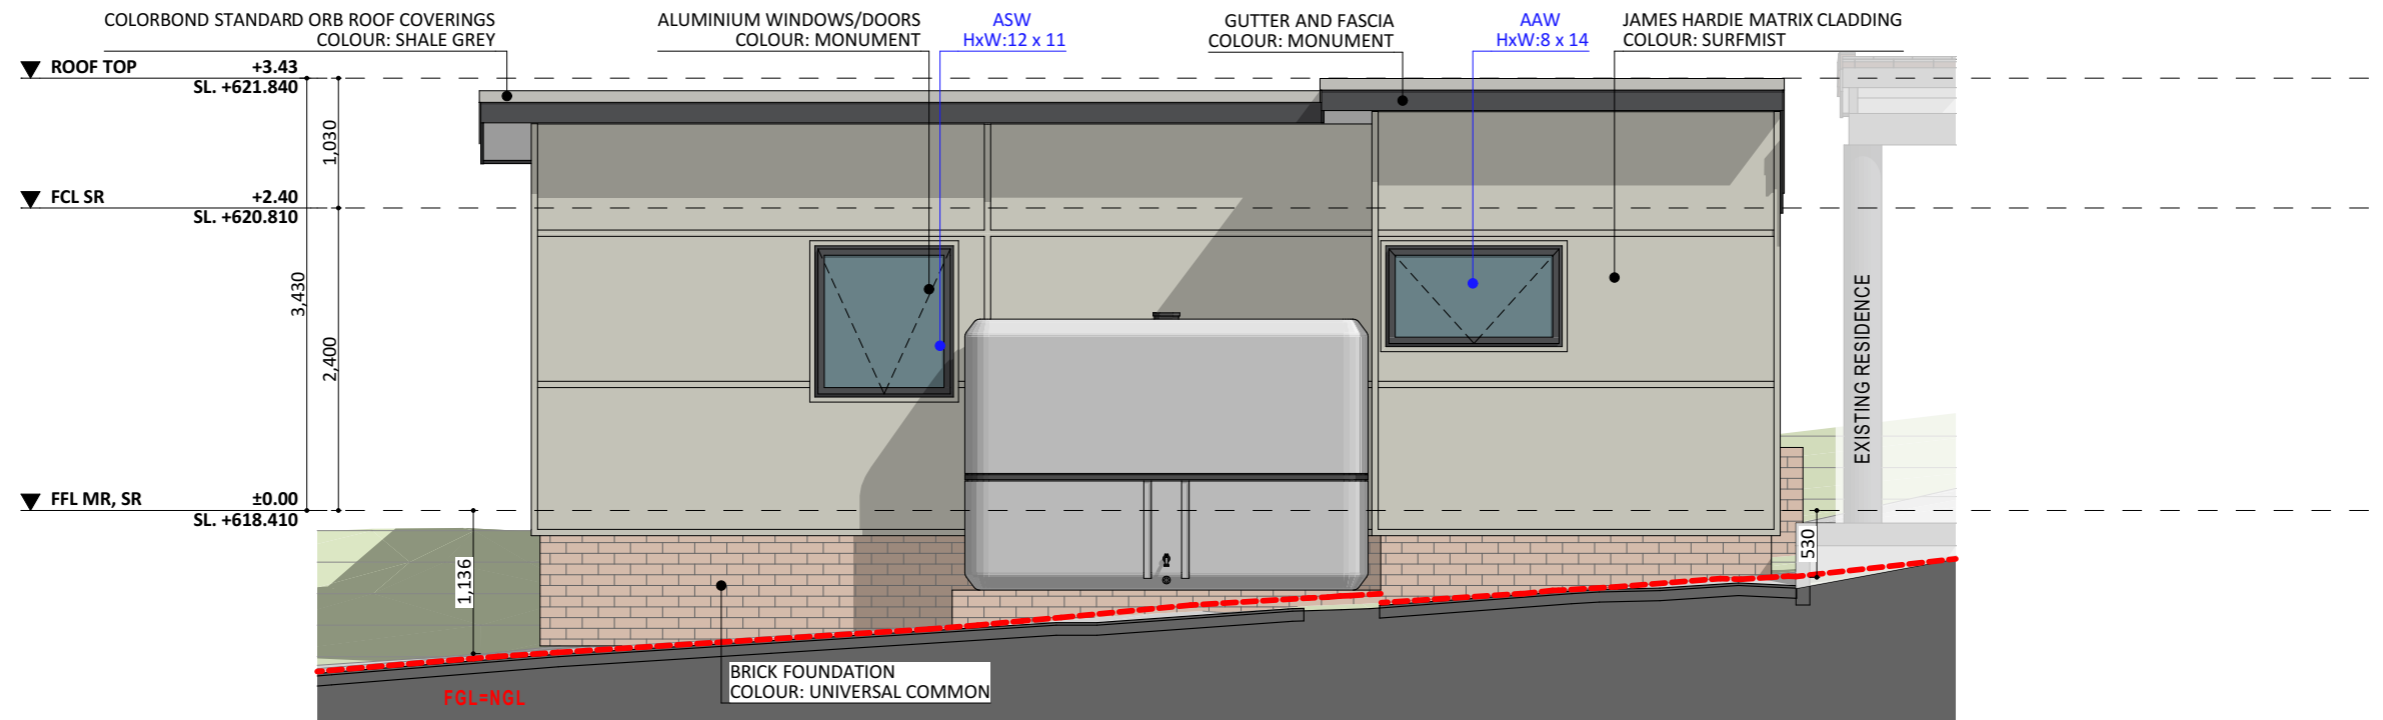 COLORBOND STANDARD ORB ROOF COVERINGS
COLOUR: SHALE GREY
ALUMINIUM WINDOWS/DOORS
COLOUR: MONUMENT
ASW
HxW:12 x 11
GUTTER AND FASCIA
COLOUR: MONUMENT
AAW
HxW:8 x 14
JAMES HARDIE MATRIX CLADDING
COLOUR: SURFMIST
ROOF TOP +3.43
SL. +621.840
1,030
FCL SR +2.40
SL. +620.810
3,430
2,400
EXISTING RESIDENCE
FFL MR, SR ±0.00
SL. +618.410
1,136
530
BRICK FOUNDATION
COLOUR: UNIVERSAL COMMON
FGL=NGL